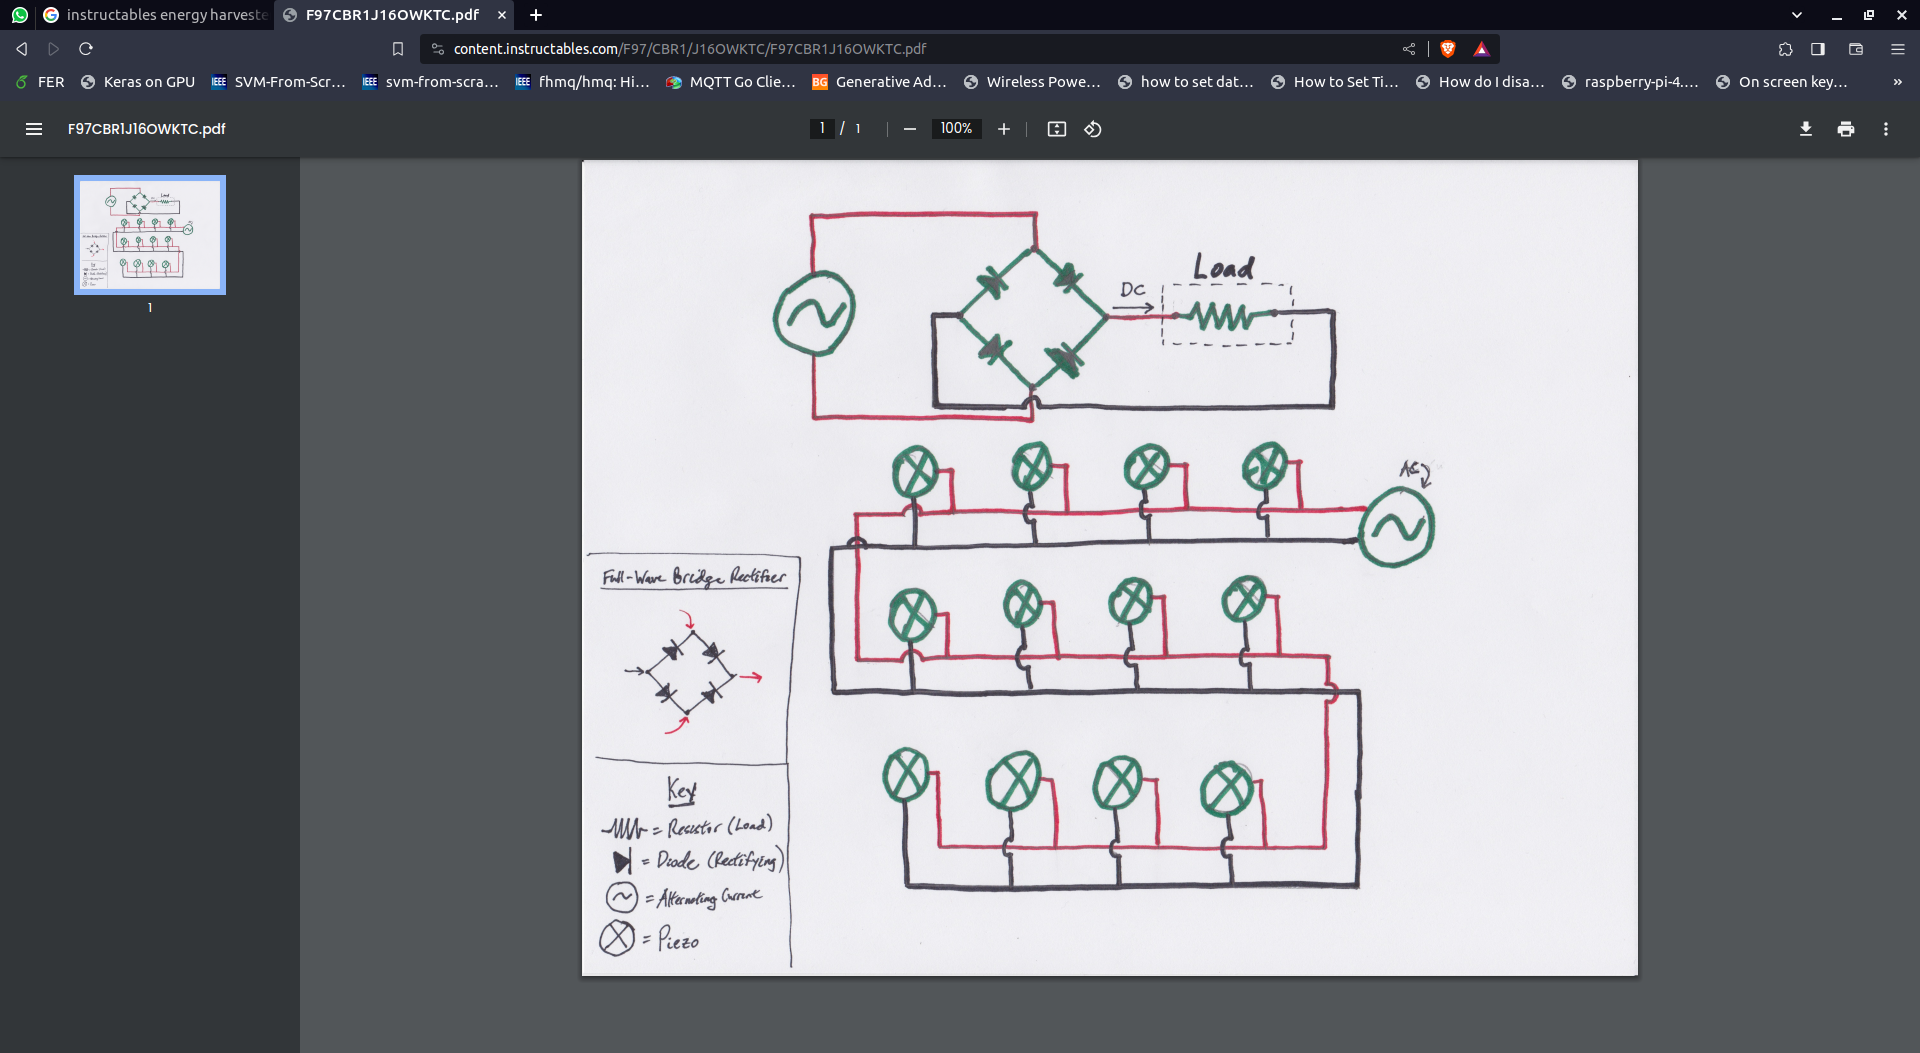 instructables energy harveste
F97CBR1J16OWKTC.pdf
content.instructables.com/F97/CBR1/J16OWKTC/F97CBR1J16OWKTC.pdf
FER
Keras on GPU
SVM-From-Scr...
svm-from-scra...
fhmq/hmq: Hi...
MQTT Go Clie...
BG
Generative Ad...
Wireless Powe...
how to set dat...
How to Set Ti...
How do I disa...
raspberry-pi-4....
On screen key...
»
F97CBR1J16OWKTC.pdf
1 / 1
100%
1
Load
DC
AC
Full-Wave Bridge Rectifier
Key
= Resistor (Load)
= Diode (Rectifying)
= Alternating Current
= Piezo